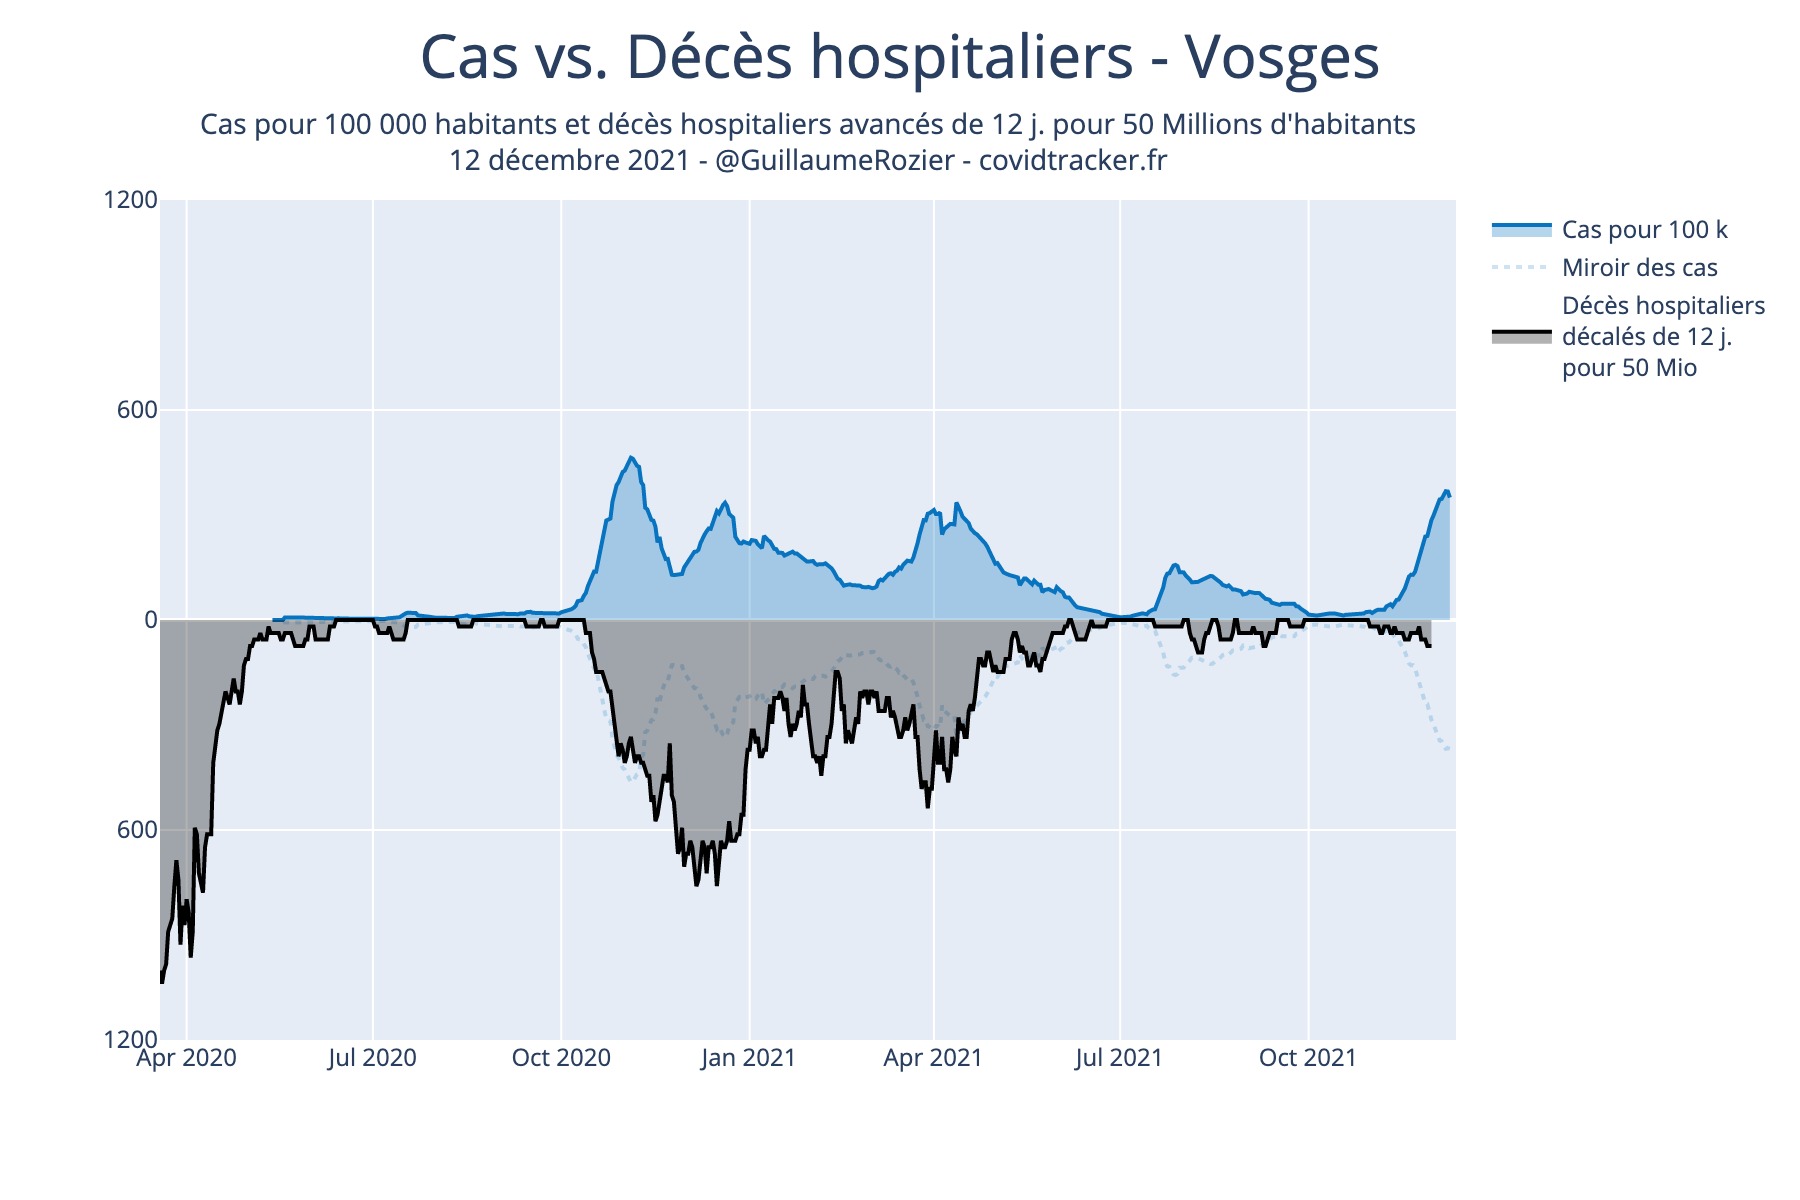 Cas vs. Décès hospitaliers - Vosges
Cas pour 100 000 habitants et décès hospitaliers avancés de 12 j. pour 50 Millions d'habitants
12 décembre 2021 - @GuillaumeRozier - covidtracker.fr
1200
600
0
600
1200
Apr 2020
Jul 2020
Oct 2020
Jan 2021
Apr 2021
Jul 2021
Oct 2021
Cas pour 100 k
Miroir des cas
Décès hospitaliers
décalés de 12 j.
pour 50 Mio